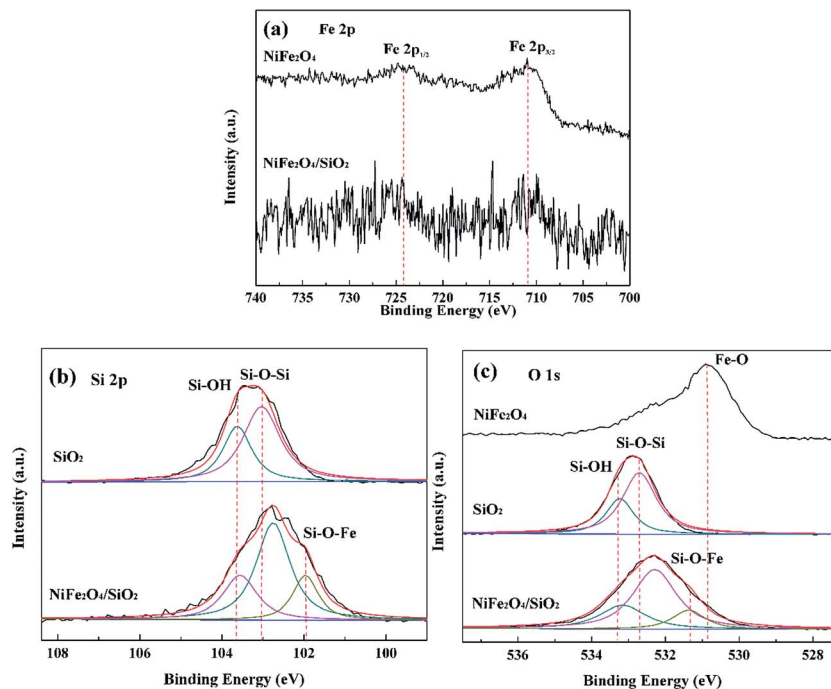 (a) Fe 2p
NiFe₂O₄
Fe 2p₁/₂
Fe 2p₃/₂
NiFe₂O₄/SiO₂
Intensity (a.u.)
740 735 730 725 720 715 710 705 700
Binding Energy (eV)
(b) Si 2p
Si-OH
Si-O-Si
SiO₂
Si-O-Fe
NiFe₂O₄/SiO₂
Intensity (a.u.)
108 106 104 102 100
Binding Energy (eV)
(c) O 1s
Fe-O
NiFe₂O₄
Si-O-Si
Si-OH
SiO₂
Si-O-Fe
NiFe₂O₄/SiO₂
Intensity (a.u.)
536 534 532 530 528
Binding Energy (eV)